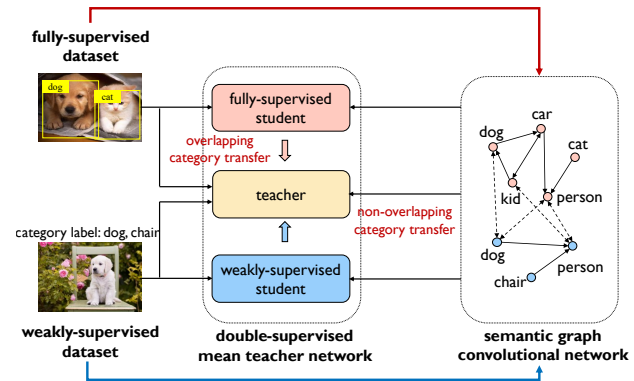 fully-supervised
dataset
dog
cat
category label: dog, chair
weakly-supervised
dataset
fully-supervised
student
overlapping
category transfer
teacher
non-overlapping
category transfer
weakly-supervised
student
double-supervised
mean teacher network
car
dog
cat
kid
person
dog
person
chair
semantic graph
convolutional network